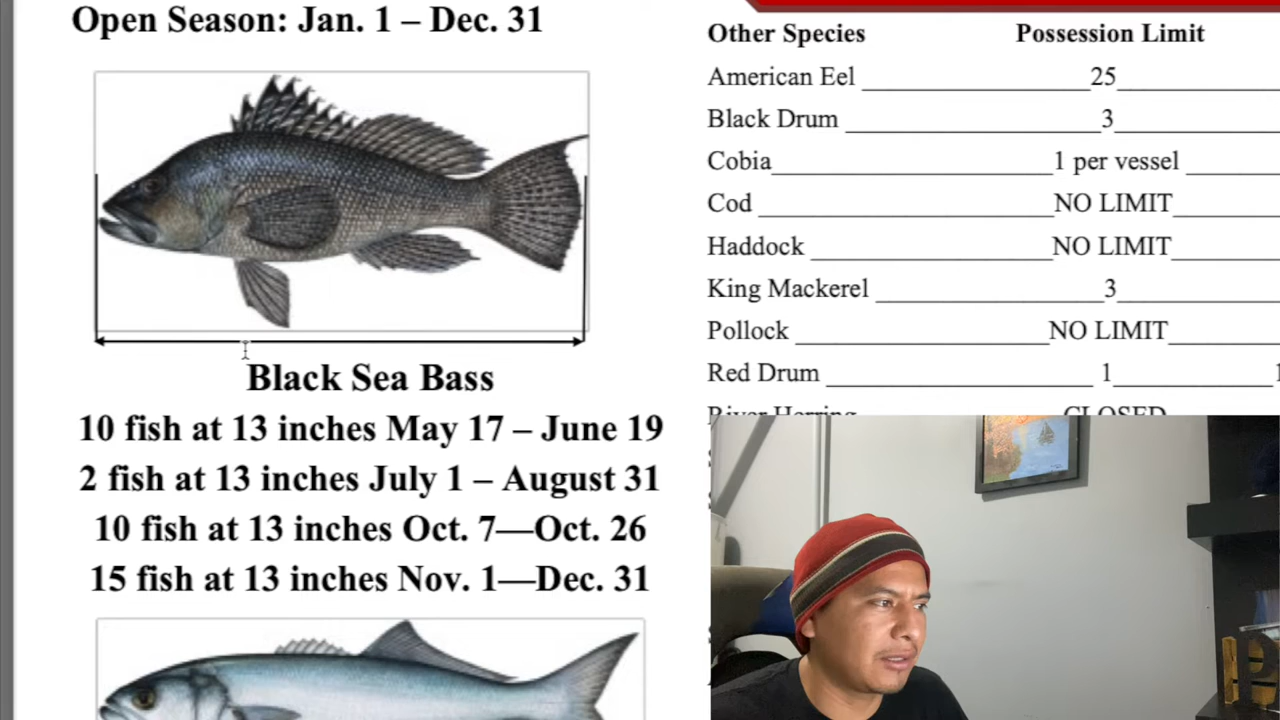 Open Season: Jan. 1 – Dec. 31
Black Sea Bass
10 fish at 13 inches May 17 – June 19
2 fish at 13 inches July 1 – August 31
10 fish at 13 inches Oct. 7—Oct. 26
15 fish at 13 inches Nov. 1—Dec. 31
Other Species Possession Limit
American Eel 25
Black Drum 3
Cobia 1 per vessel
Cod NO LIMIT
Haddock NO LIMIT
King Mackerel 3
Pollock NO LIMIT
Red Drum 1
River Herring CLOSED